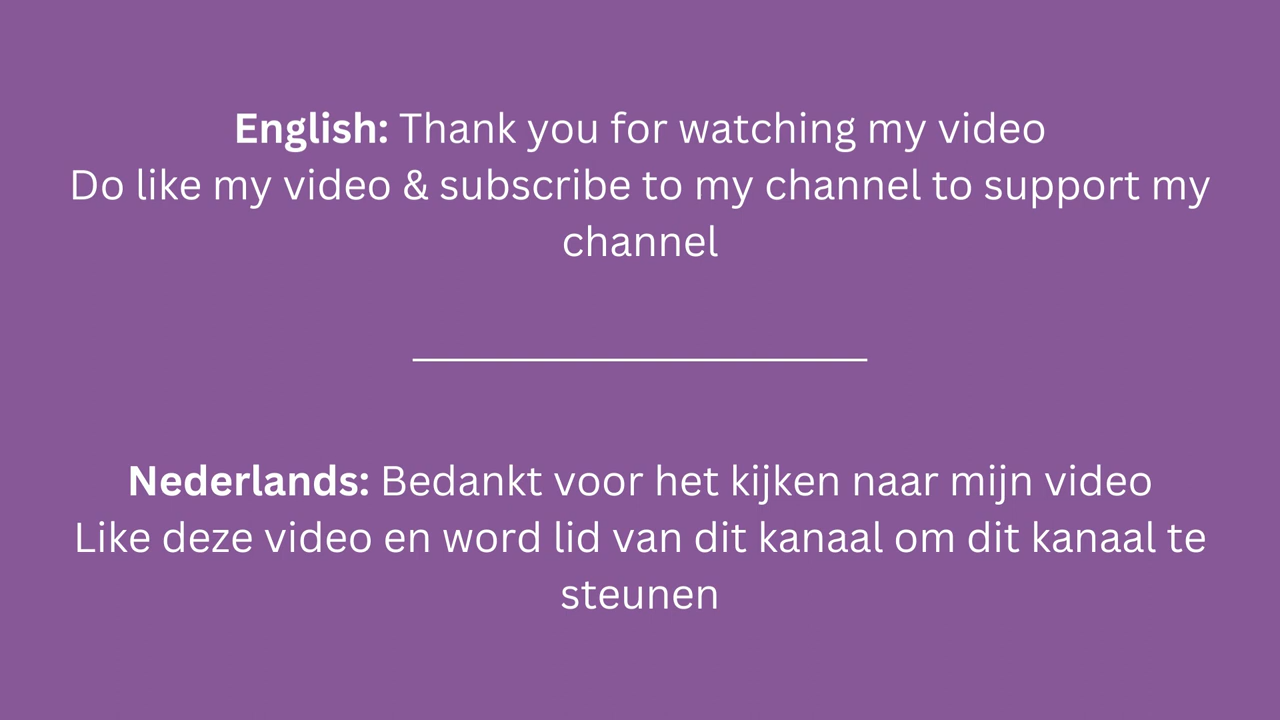 English: Thank you for watching my video
Do like my video & subscribe to my channel to support my
channel
Nederlands: Bedankt voor het kijken naar mijn video
Like deze video en word lid van dit kanaal om dit kanaal te
steunen